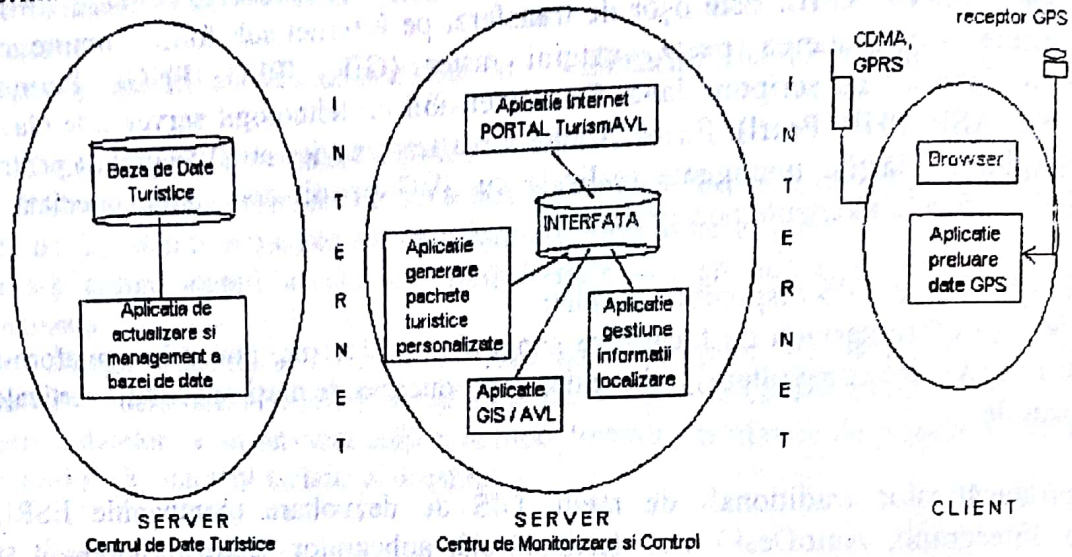 receptor GPS
CDMA,
GPRS
Baza de Date
Turistice
Aplicatia de
actualizare si
management a
bazei de date
INTERNET
Aplicatie Internet
PORTAL TurismAVL
INTERFATA
Aplicatie
generare
pachete
turistice
personalizate
Aplicatie
GIS / AVL
Aplicatie
gestiune
informatii
localizare
INTERNET
Browser
Aplicatie
preluare
date GPS
SERVER
Centrul de Date Turistice
SERVER
Centru de Monitorizare si Control
CLIENT